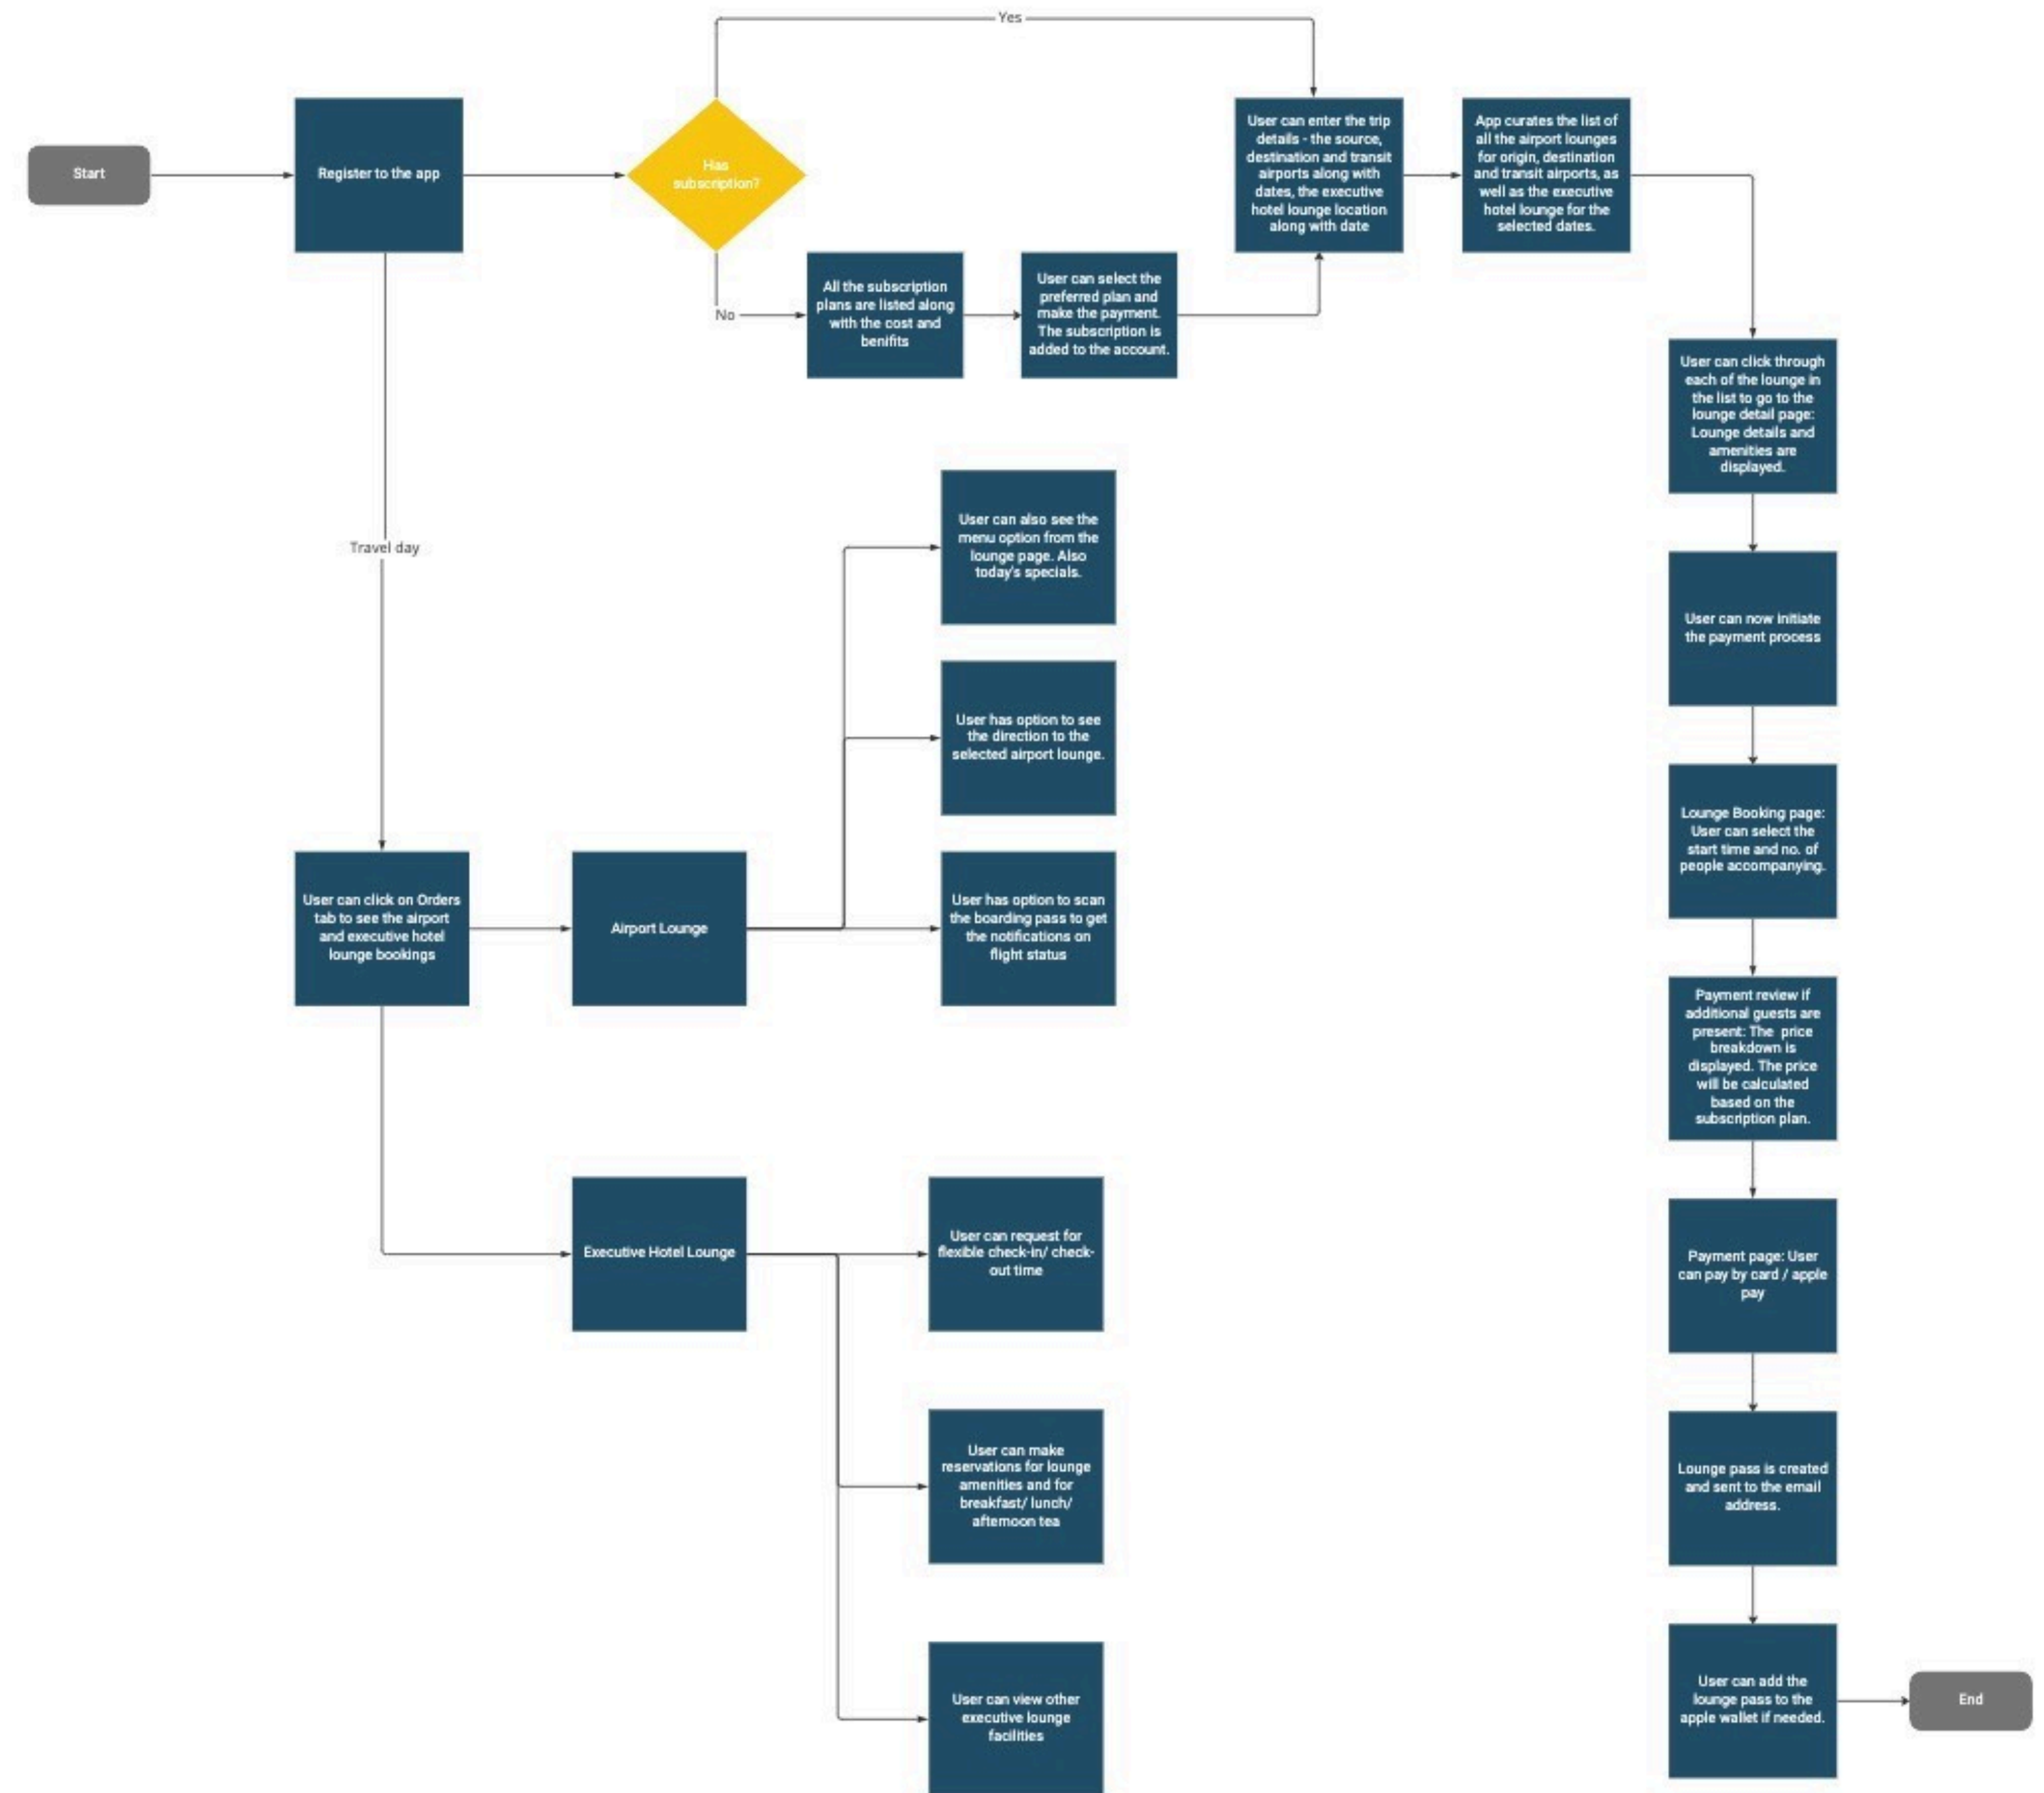 Yes
Start
Register to the app
Has
subscription?
User can enter the trip
details - the source,
destination and transit
airports along with
dates, the executive
hotel lounge location
along with date
App curates the list of
all the airport lounges
for origin, destination
and transit airports, as
well as the executive
hotel lounge for the
selected dates.
No
All the subscription
plans are listed along
with the cost and
benifits
User can select the
preferred plan and
make the payment.
The subscription is
added to the account.
User can click through
each of the lounge in
the list to go to the
lounge detail page:
Lounge details and
amenities are
displayed.
User can now initiate
the payment process
Lounge Booking page:
User can select the
start time and no. of
people accompanying.
Payment review if
additional guests are
present: The price
breakdown is
displayed. The price
will be calculated
based on the
subscription plan.
Payment page: User
can pay by card / apple
pay
Lounge pass is created
and sent to the email
address.
User can add the
lounge pass to the
apple wallet if needed.
End
Travel day
User can click on Orders
tab to see the airport
and executive hotel
lounge bookings
Airport Lounge
User can also see the
menu option from the
lounge page. Also
today's specials.
User has option to see
the direction to the
selected airport lounge.
User has option to scan
the boarding pass to get
the notifications on
flight status
Executive Hotel Lounge
User can request for
flexible check-in/ check-
out time
User can make
reservations for lounge
amenities and for
breakfast/ lunch/
afternoon tea
User can view other
executive lounge
facilities